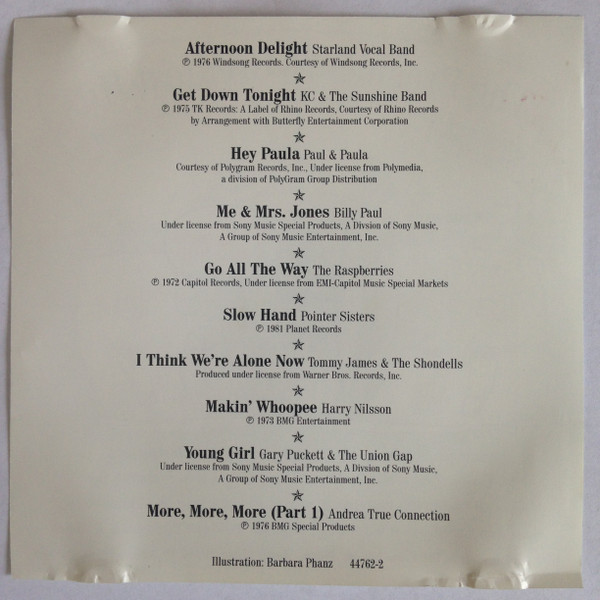 Afternoon Delight Starland Vocal Band
℗ 1976 Windsong Records. Courtesy of Windsong Records, Inc.
Get Down Tonight KC & The Sunshine Band
℗ 1975 TK Records: A Label of Rhino Records, Courtesy of Rhino Records
by Arrangement with Butterfly Entertainment Corporation
Hey Paula Paul & Paula
Courtesy of Polygram Records, Inc., Under license from Polymedia,
a division of PolyGram Group Distribution
Me & Mrs. Jones Billy Paul
Under license from Sony Music Special Products, A Divsion of Sony Music,
A Group of Sony Music Entertainment, Inc.
Go All The Way The Raspberries
℗ 1972 Capitol Records, Under license from EMI-Capitol Music Special Markets
Slow Hand Pointer Sisters
℗ 1981 Planet Records
I Think We're Alone Now Tommy James & The Shondells
Produced under license from Warner Bros. Records, Inc.
Makin' Whoopee Harry Nilsson
℗ 1973 BMG Entertainment
Young Girl Gary Puckett & The Union Gap
Under license from Sony Music Special Products, A Divsion of Sony Music,
A Group of Sony Music Entertainment, Inc.
More, More, More (Part 1) Andrea True Connection
℗ 1976 BMG Special Products
Illustration: Barbara Phanz 44762-2